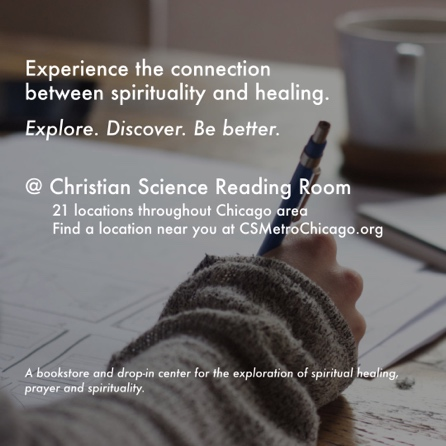 Experience the connection
between spirituality and healing.
Explore. Discover. Be better.
@ Christian Science Reading Room
21 locations throughout Chicago area
Find a location near you at CSMetroChicago.org
A bookstore and drop-in center for the exploration of spiritual healing,
prayer and spirituality.